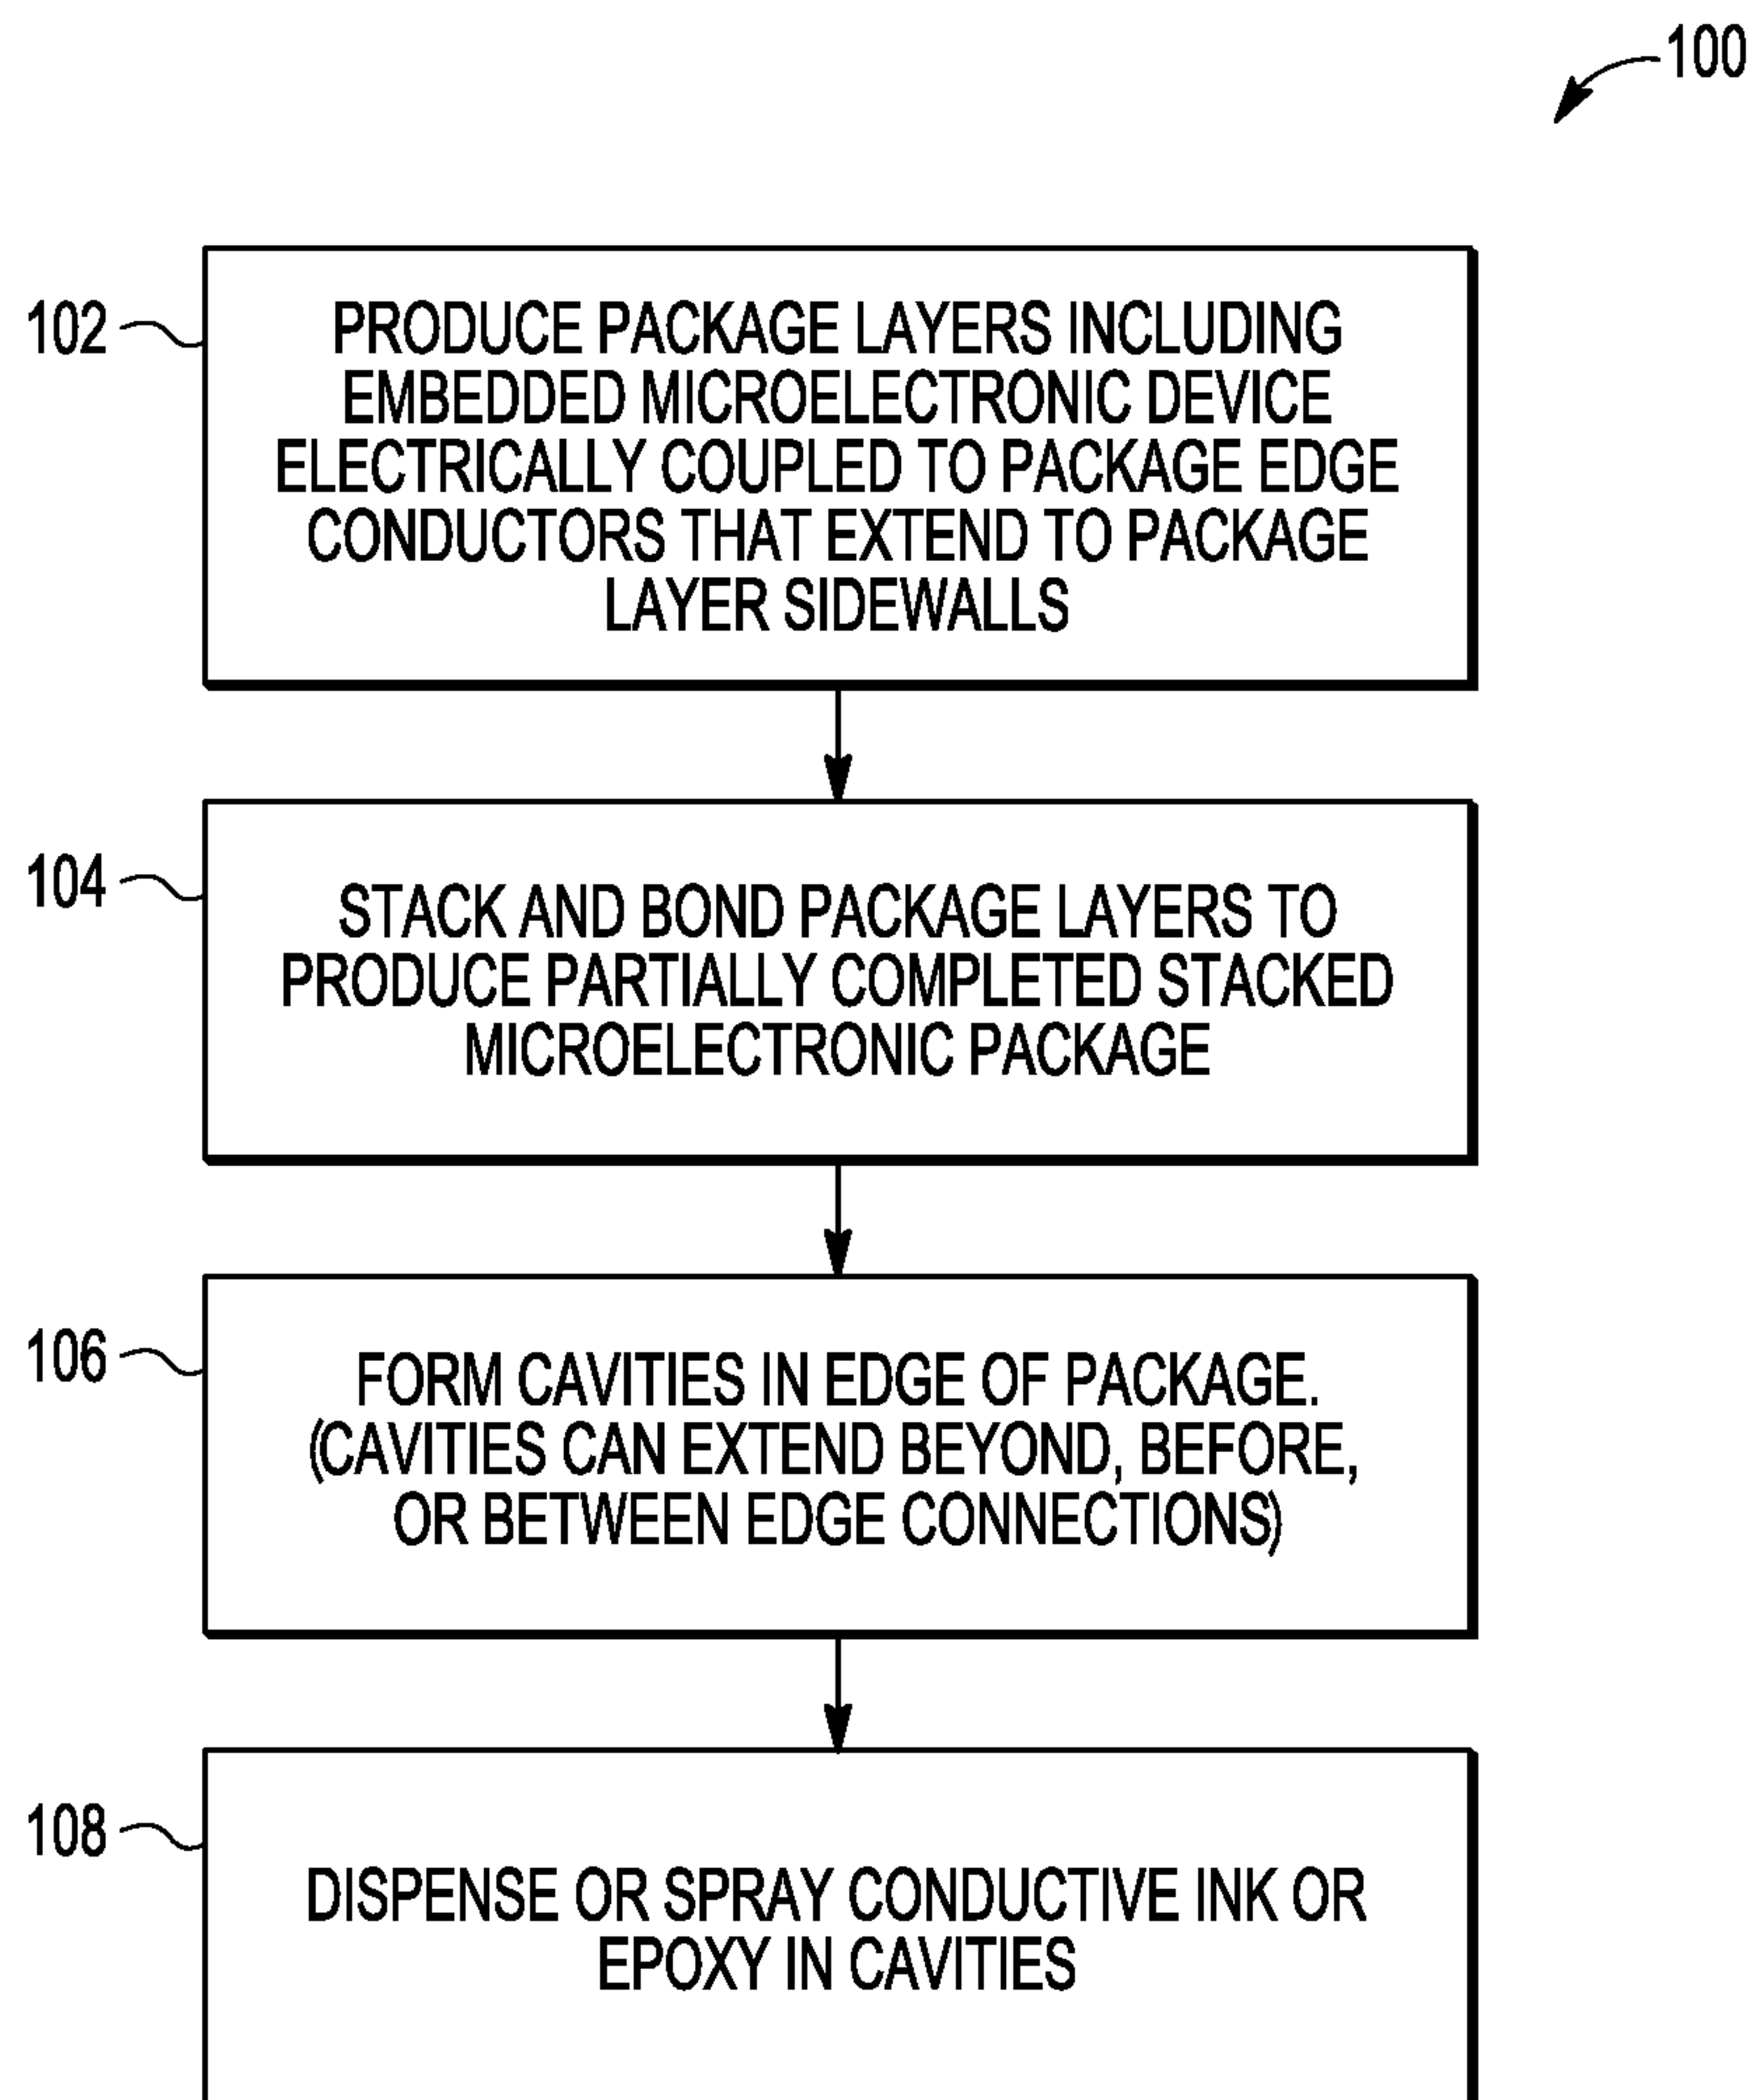 100
102
PRODUCE PACKAGE LAYERS INCLUDING
EMBEDDED MICROELECTRONIC DEVICE
ELECTRICALLY COUPLED TO PACKAGE EDGE
CONDUCTORS THAT EXTEND TO PACKAGE
LAYER SIDEWALLS
104
STACK AND BOND PACKAGE LAYERS TO
PRODUCE PARTIALLY COMPLETED STACKED
MICROELECTRONIC PACKAGE
106
FORM CAVITIES IN EDGE OF PACKAGE.
(CAVITIES CAN EXTEND BEYOND, BEFORE,
OR BETWEEN EDGE CONNECTIONS)
108
DISPENSE OR SPRAY CONDUCTIVE INK OR
EPOXY IN CAVITIES